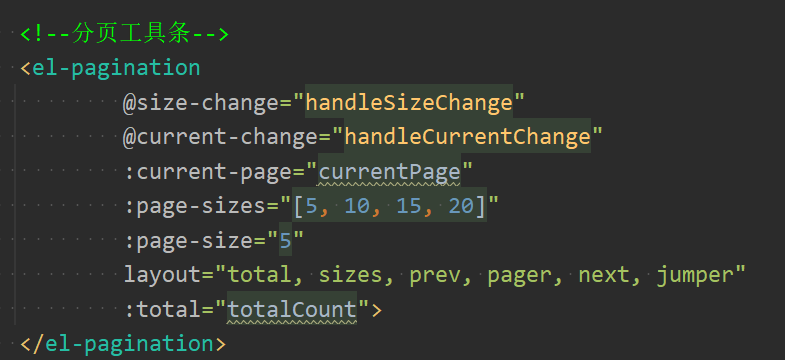 <!--分页工具条-->
<el-pagination
@size-change="handleSizeChange"
@current-change="handleCurrentChange"
:current-page="currentPage"
:page-sizes="[5, 10, 15, 20]"
:page-size="5"
layout="total, sizes, prev, pager, next, jumper"
:total="totalCount">
</el-pagination>